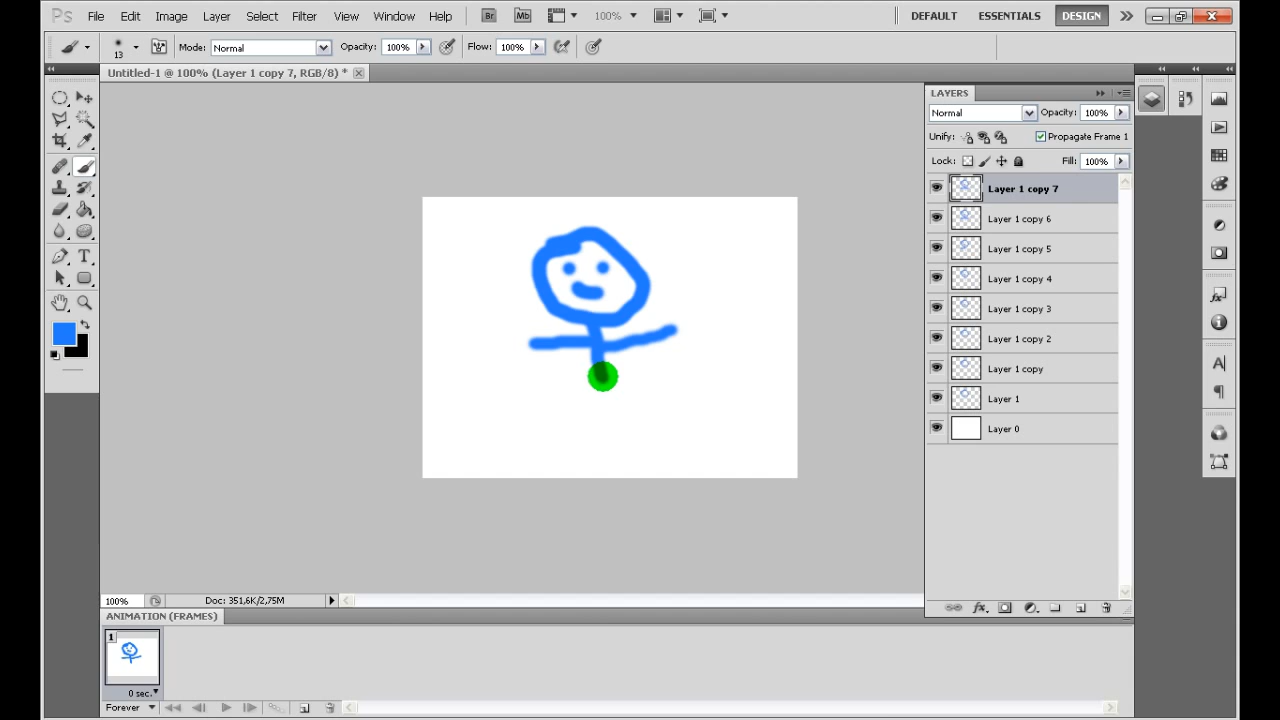 Ps File Edit Image Layer Select Filter View Window Help Br Mb 100% DEFAULT ESSENTIALS DESIGN
13 Mode: Normal Opacity: 100% Flow: 100%
Untitled-1 @ 100% (Layer 1 copy 7, RGB/8) *
LAYERS
Normal Opacity: 100%
Unify: Propagate Frame 1
Lock: Fill: 100%
Layer 1 copy 7
Layer 1 copy 6
Layer 1 copy 5
Layer 1 copy 4
Layer 1 copy 3
Layer 1 copy 2
Layer 1 copy
Layer 1
Layer 0
100% Doc: 351,6K/2,75M
ANIMATION (FRAMES)
1
0 sec.
Forever